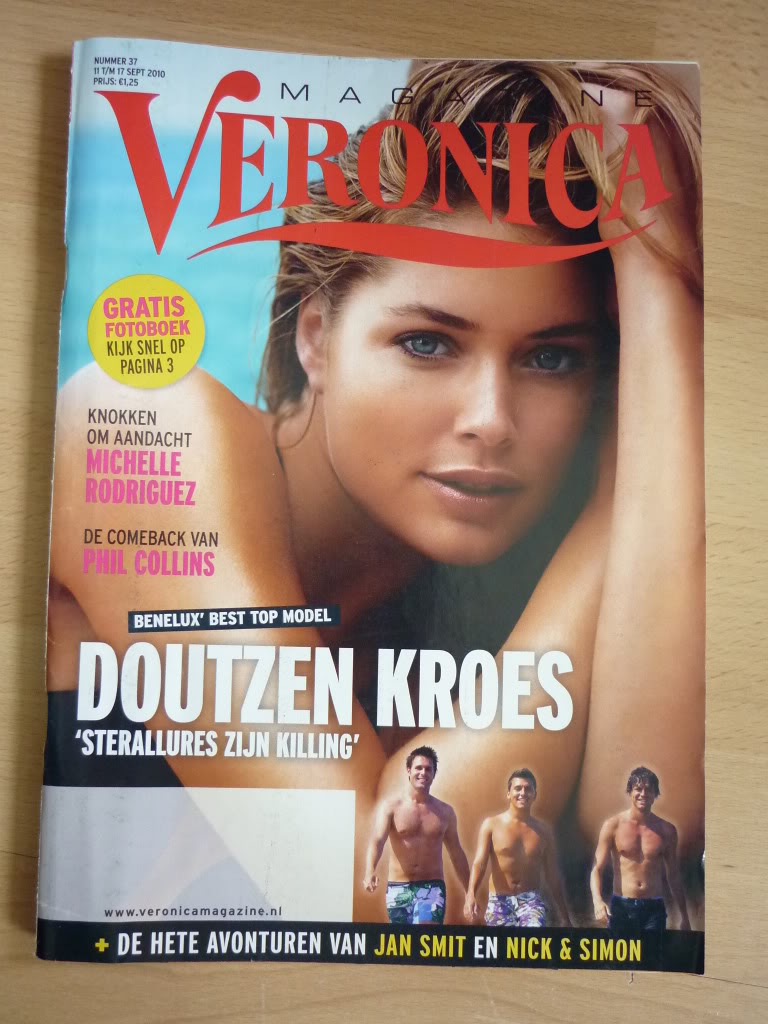 NUMMER 37
11 T/M 17 SEPT 2010
PRIJS: €1,25
MAGAZINE
VERONICA
GRATIS
FOTOBOEK
KIJK SNEL OP
PAGINA 3
KNOKKEN
OM AANDACHT
MICHELLE
RODRIGUEZ
DE COMEBACK VAN
PHIL COLLINS
BENELUX' BEST TOP MODEL
DOUTZEN KROES
'STERALLURES ZIJN KILLING'
www.veronicamagazine.nl
+ DE HETE AVONTUREN VAN JAN SMIT EN NICK & SIMON